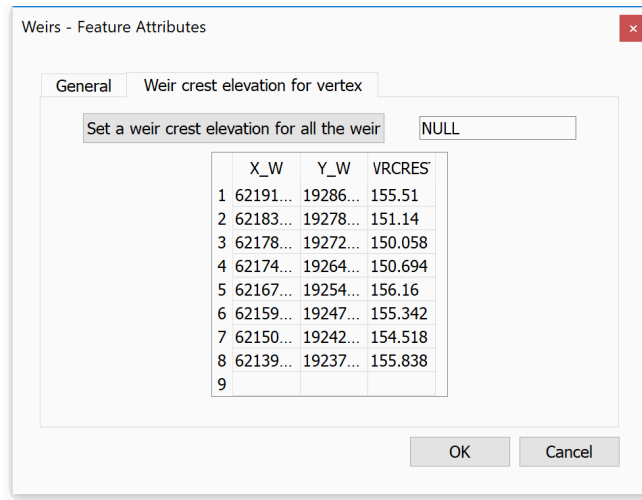 Weirs - Feature Attributes
×
General Weir crest elevation for vertex
Set a weir crest elevation for all the weir NULL
X_W Y_W VRCREST
1 62191... 19286... 155.51
2 62183... 19278... 151.14
3 62178... 19272... 150.058
4 62174... 19264... 150.694
5 62167... 19254... 156.16
6 62159... 19247... 155.342
7 62150... 19242... 154.518
8 62139... 19237... 155.838
9
OK Cancel